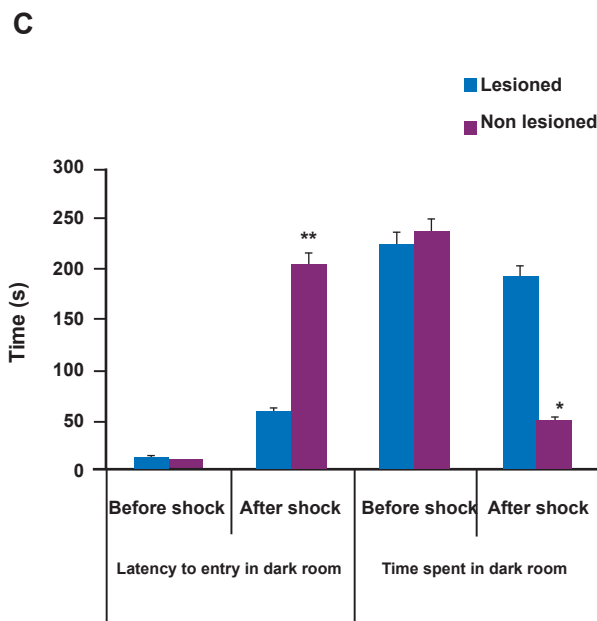 C
Lesioned
Non lesioned
Time (s)
300
250
200
150
100
50
0
**
*
Before shock
After shock
Before shock
After shock
Latency to entry in dark room
Time spent in dark room